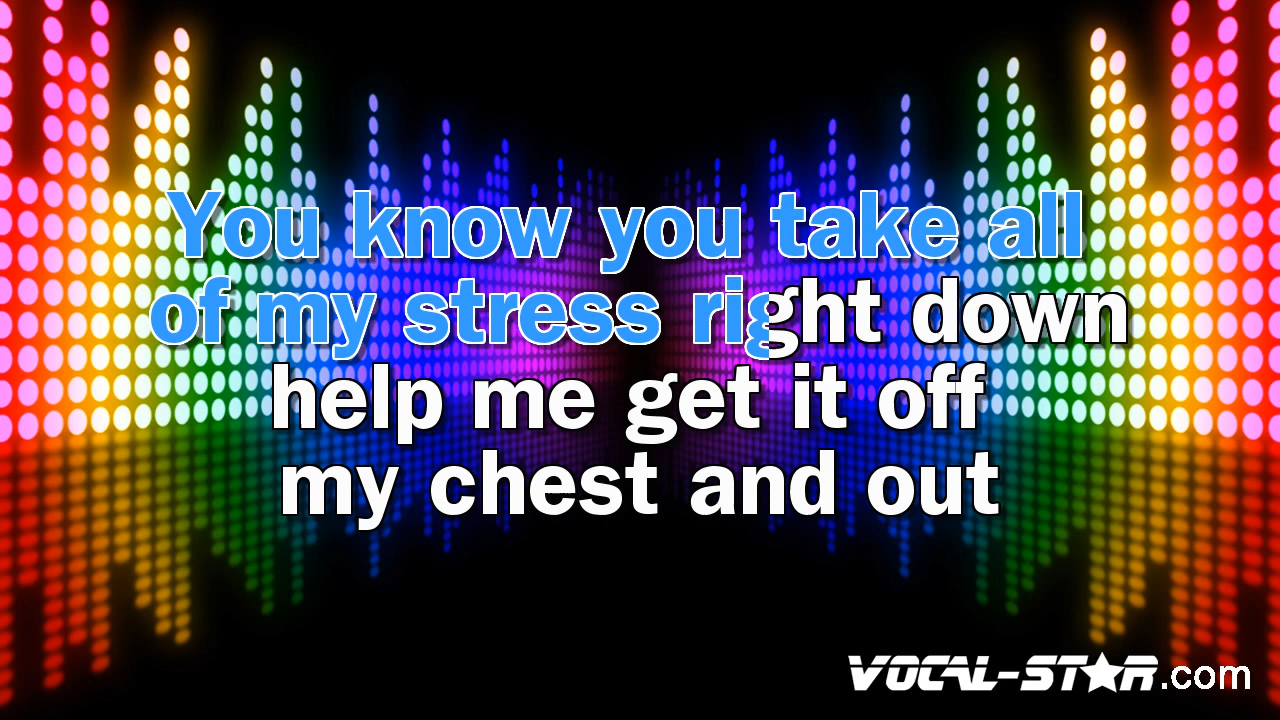 You know you take all
of my stress right down
help me get it off
my chest and out
VOCAL-STAR.com